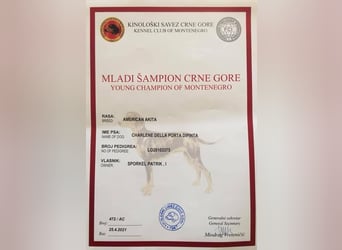 KINOLOŠKI SAVEZ CRNE GORE
KENNEL CLUB OF MONTENEGRO
MLADI ŠAMPION CRNE GORE
YOUNG CHAMPION OF MONTENEGRO
RASA: AMERICAN AKITA
BREED:
IME PSA: CHARLENE DELLA PORTA DIPINTA
NAME OF DOG:
BROJ PEDIGREA:
NO OF PEDIGREE:
VLASNIK: SPORKEL PATRIK, I
OWNER:
Broj: 473 / AC
25.4.2021
Generalni sekretar
General Secretary